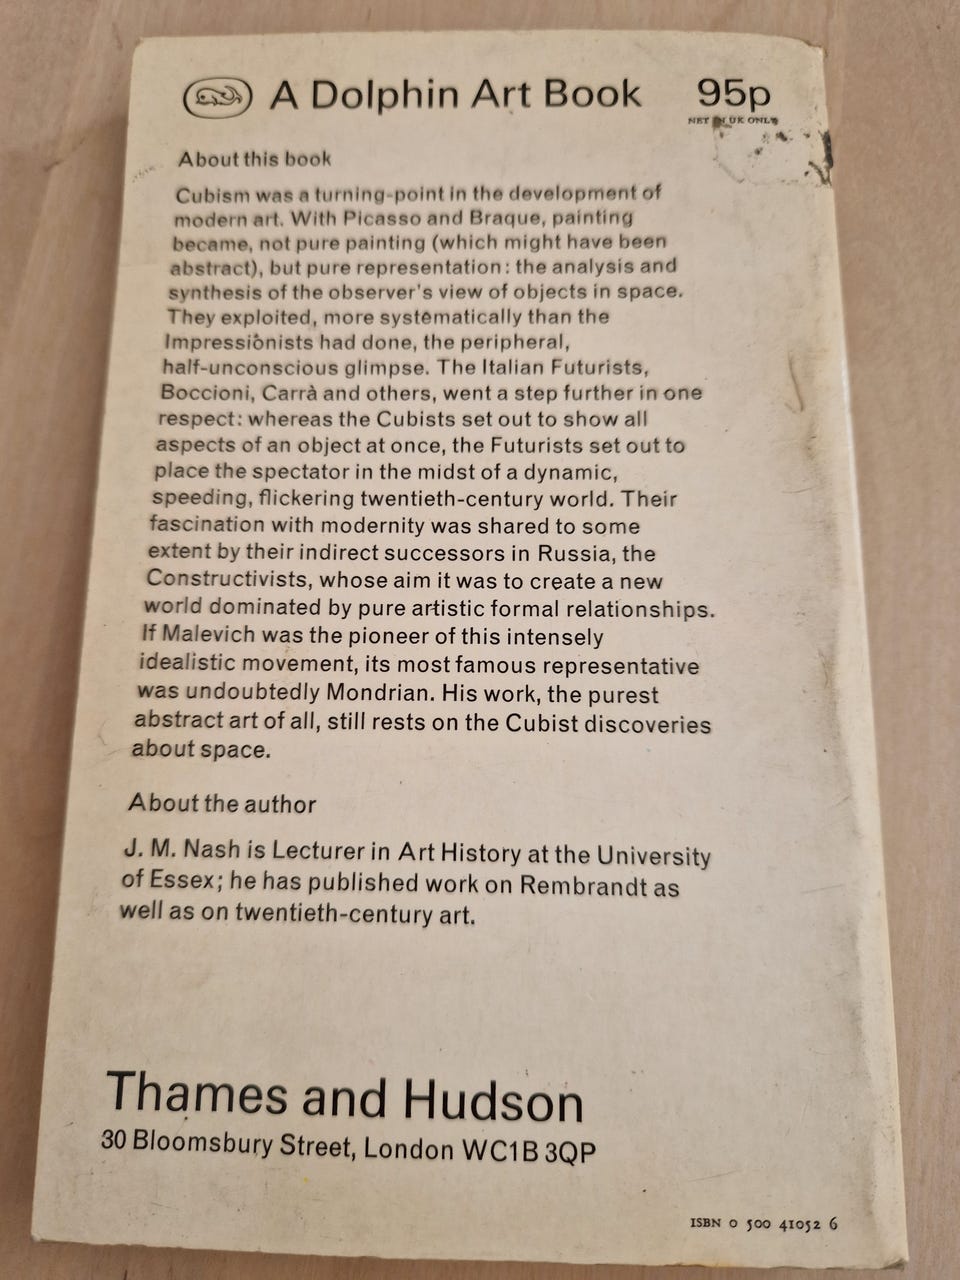 A Dolphin Art Book
95p
NET IN UK ONLY
About this book
Cubism was a turning-point in the development of
modern art. With Picasso and Braque, painting
became, not pure painting (which might have been
abstract), but pure representation: the analysis and
synthesis of the observer's view of objects in space.
They exploited, more systematically than the
Impressionists had done, the peripheral,
half-unconscious glimpse. The Italian Futurists,
Boccioni, Carrà and others, went a step further in one
respect: whereas the Cubists set out to show all
aspects of an object at once, the Futurists set out to
place the spectator in the midst of a dynamic,
speeding, flickering twentieth-century world. Their
fascination with modernity was shared to some
extent by their indirect successors in Russia, the
Constructivists, whose aim it was to create a new
world dominated by pure artistic formal relationships.
If Malevich was the pioneer of this intensely
idealistic movement, its most famous representative
was undoubtedly Mondrian. His work, the purest
abstract art of all, still rests on the Cubist discoveries
about space.
About the author
J. M. Nash is Lecturer in Art History at the University
of Essex; he has published work on Rembrandt as
well as on twentieth-century art.
Thames and Hudson
30 Bloomsbury Street, London WC1B 3QP
ISBN 0 500 41052 6